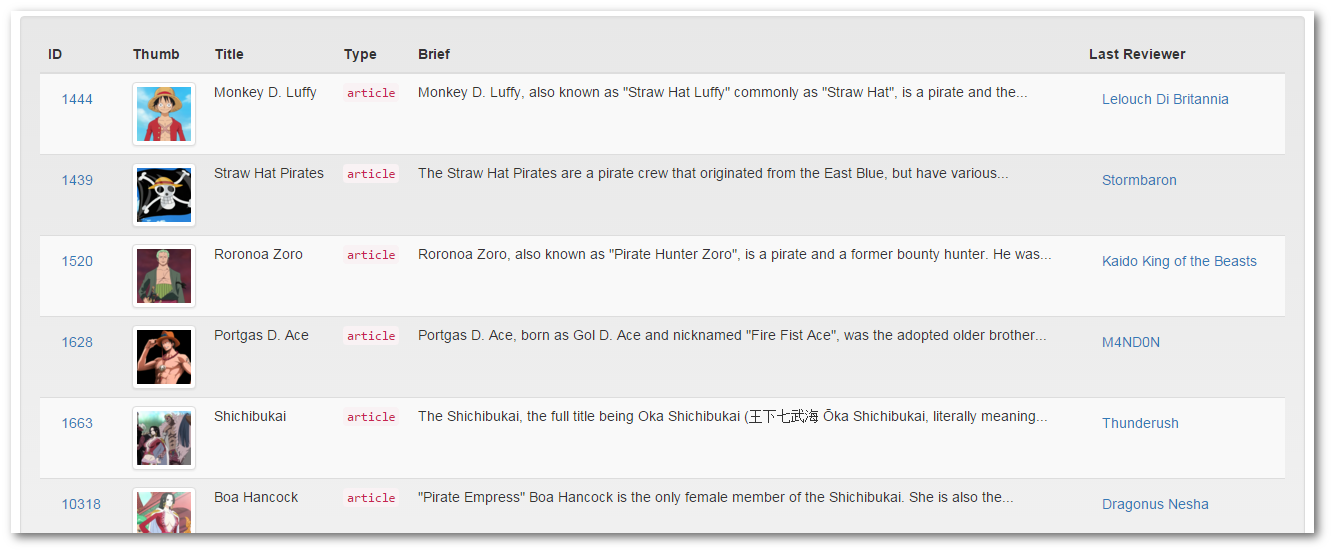 ID Thumb Title Type Brief Last Reviewer
1444 Monkey D. Luffy article Monkey D. Luffy, also known as "Straw Hat Luffy" commonly as "Straw Hat", is a pirate and the... Lelouch Di Britannia
1439 Straw Hat Pirates article The Straw Hat Pirates are a pirate crew that originated from the East Blue, but have various... Stormbaron
1520 Roronoa Zoro article Roronoa Zoro, also known as "Pirate Hunter Zoro", is a pirate and a former bounty hunter. He was... Kaido King of the Beasts
1628 Portgas D. Ace article Portgas D. Ace, born as Gol D. Ace and nicknamed "Fire Fist Ace", was the adopted older brother... M4ND0N
1663 Shichibukai article The Shichibukai, the full title being Oka Shichibukai (王下七武海 Ōka Shichibukai, literally meaning... Thunderush
10318 Boa Hancock article "Pirate Empress" Boa Hancock is the only female member of the Shichibukai. She is also the... Dragonus Nesha